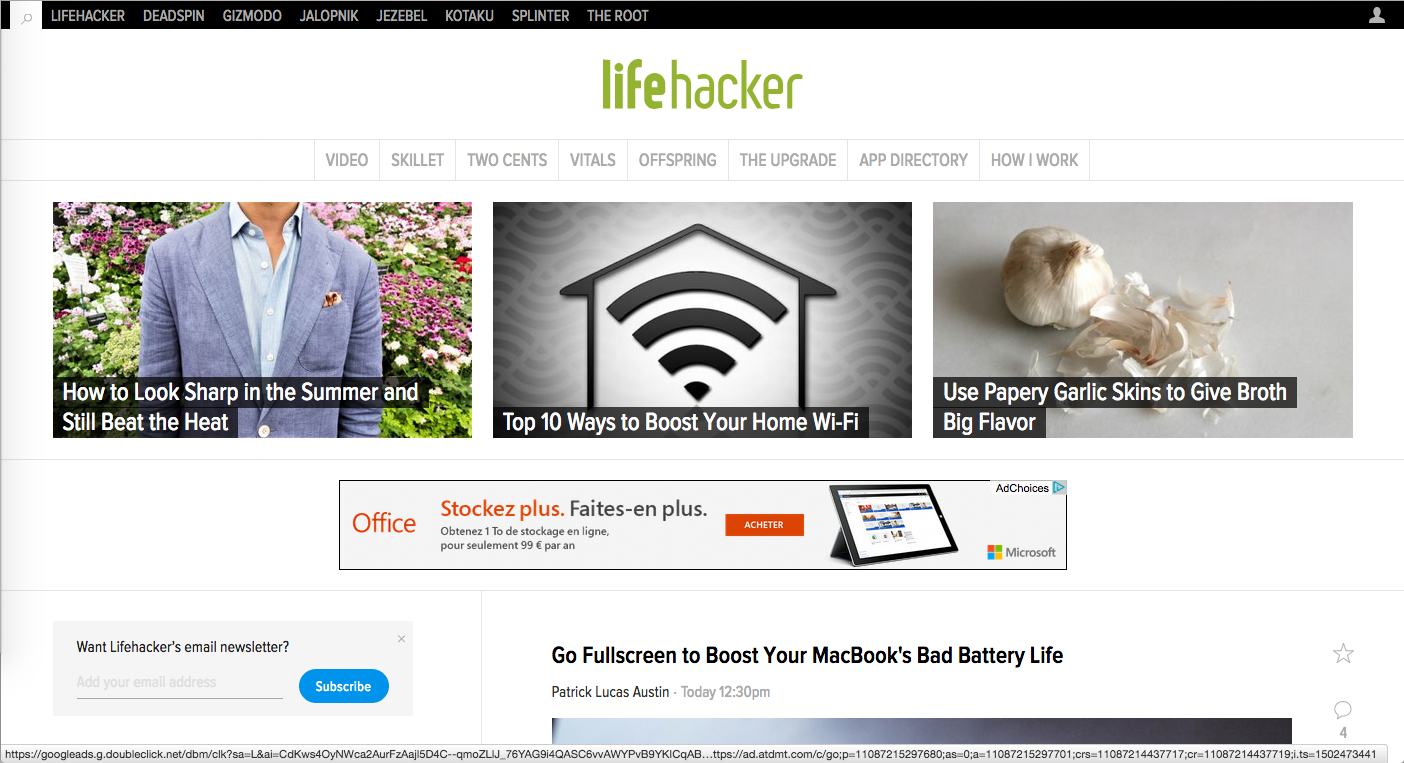 LIFEHACKER DEADSPIN GIZMODO JALOPNIK JEZEBEL KOTAKU SPLINTER THE ROOT
lifehacker
VIDEO SKILLET TWO CENTS VITALS OFFSPRING THE UPGRADE APP DIRECTORY HOW I WORK
How to Look Sharp in the Summer and
Still Beat the Heat
Top 10 Ways to Boost Your Home Wi-Fi
Use Papery Garlic Skins to Give Broth
Big Flavor
AdChoices
Office
Stockez plus. Faites-en plus.
Obtenez 1 To de stockage en ligne,
pour seulement 99 € par an
ACHETER
Microsoft
Want Lifehacker's email newsletter?
Add your email address
Subscribe
Go Fullscreen to Boost Your MacBook's Bad Battery Life
Patrick Lucas Austin · Today 12:30pm
4
https://googleads.g.doubleclick.net/dbm/clk?sa=L&ai=CdKws4OyNWca2AurFzAajl5D4C--qmoZLlJ_76YAG9i4QASC6vvAWYPvB9YKICqAB…ttps://ad.atdmt.com/c/go;p=11087215297680;as=0;a=11087215297701;crs=11087214437717;cr=11087214437719;i.ts=1502473441